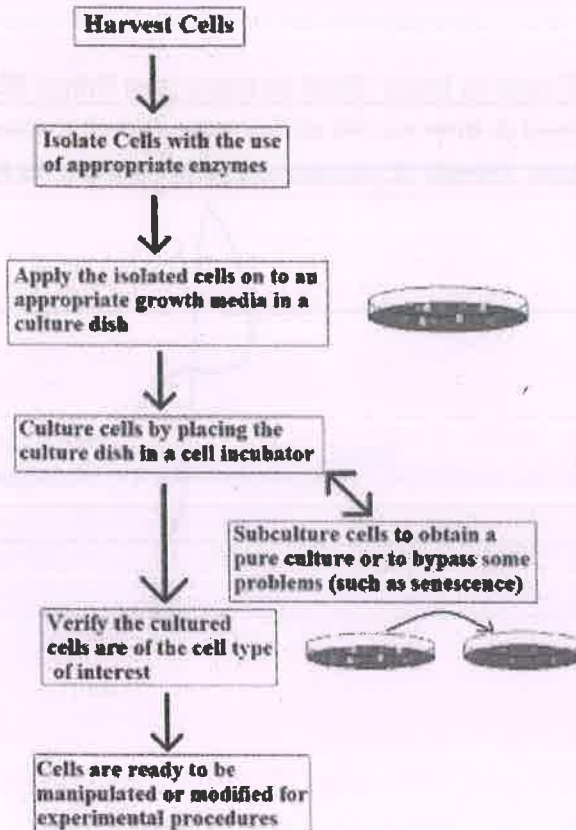 Harvest Cells
Isolate Cells with the use
of appropriate enzymes
Apply the isolated cells on to an
appropriate growth media in a
culture dish
Culture cells by placing the
culture dish in a cell incubator
Subculture cells to obtain a
pure culture or to bypass some
problems (such as senescence)
Verify the cultured
cells are of the cell type
of interest
Cells are ready to be
manipulated or modified for
experimental procedures